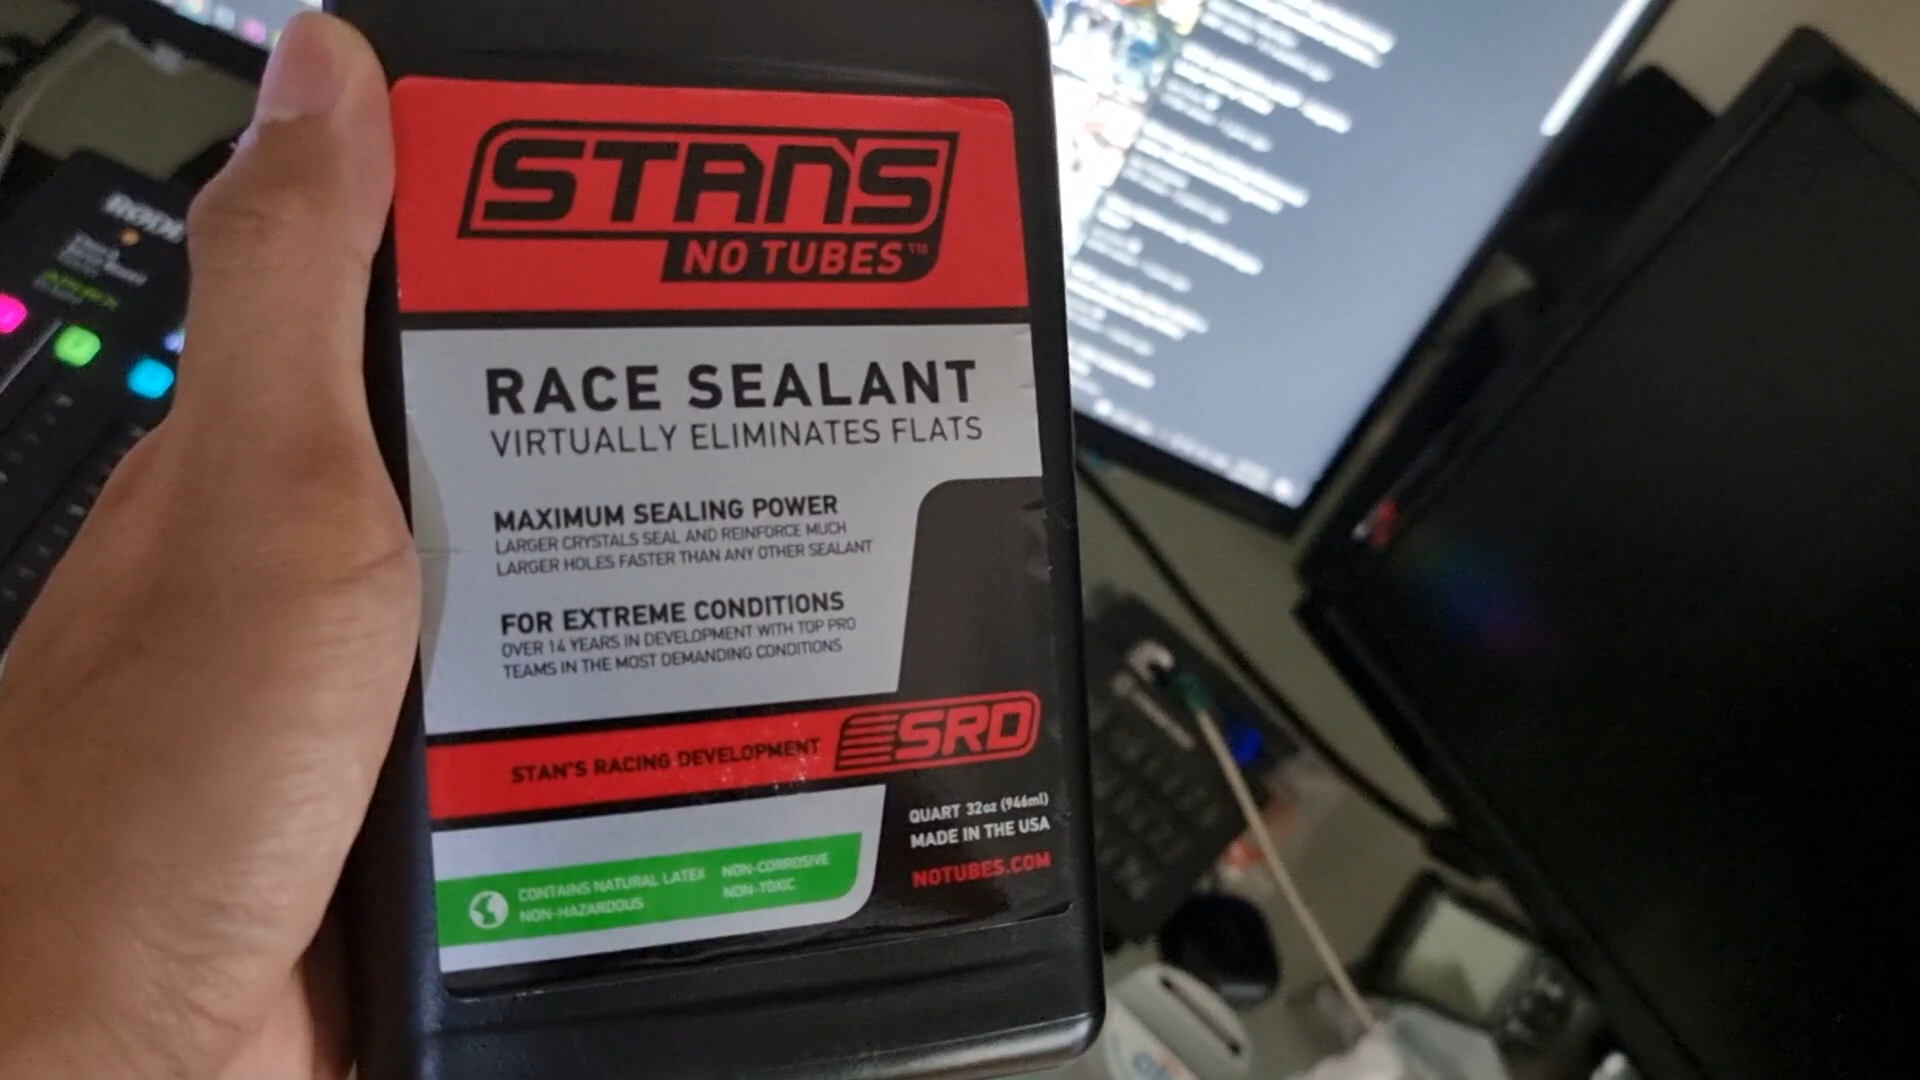 STAN'S
NO TUBES™
RACE SEALANT
VIRTUALLY ELIMINATES FLATS
MAXIMUM SEALING POWER
LARGER CRYSTALS SEAL AND REINFORCE MUCH
LARGER HOLES FASTER THAN ANY OTHER SEALANT
FOR EXTREME CONDITIONS
OVER 14 YEARS IN DEVELOPMENT WITH TOP PRO
TEAMS IN THE MOST DEMANDING CONDITIONS
STAN'S RACING DEVELOPMENT
SRD
QUART 32oz (946ml)
MADE IN THE USA
NOTUBES.COM
CONTAINS NATURAL LATEX NON-CORROSIVE
NON-HAZARDOUS NON-TOXIC
RODE